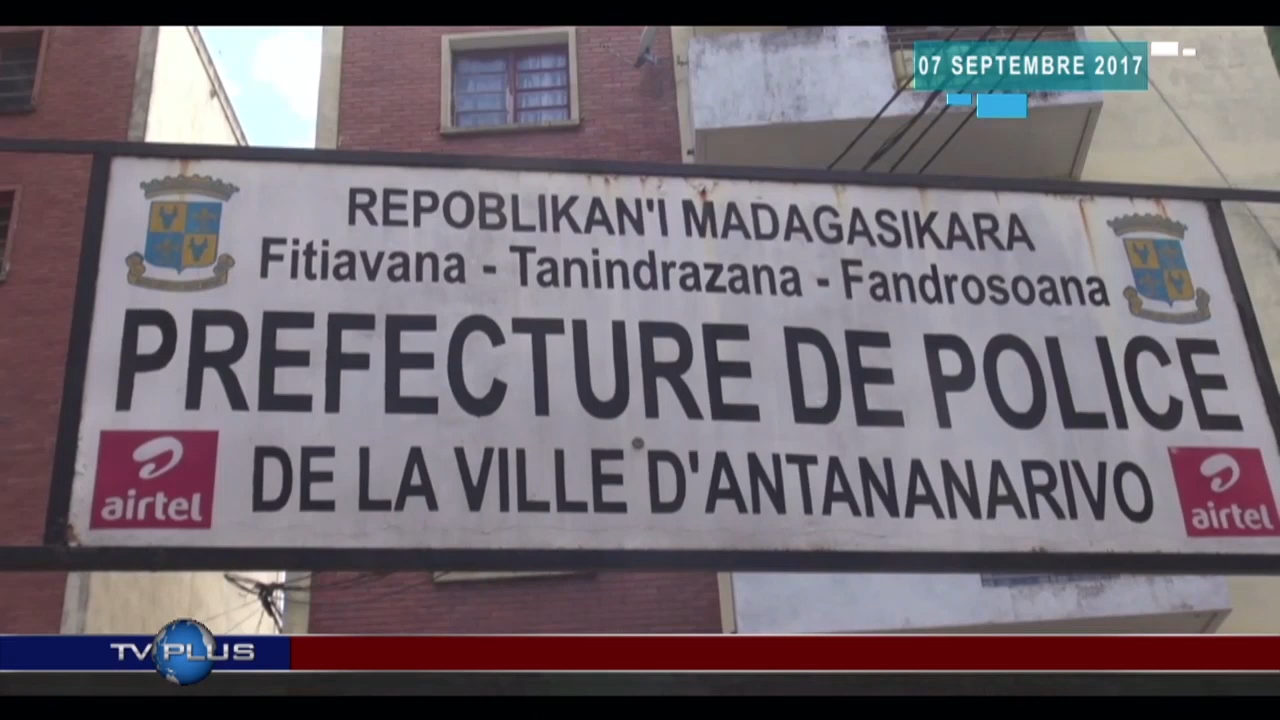 07 SEPTEMBRE 2017
REPOBLIKAN'I MADAGASIKARA
Fitiavana - Tanindrazana - Fandrosoana
PREFECTURE DE POLICE
DE LA VILLE D'ANTANANARIVO
airtel
airtel
TV PLUS